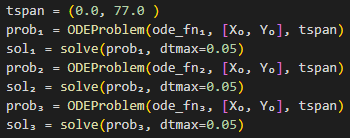 tspan = (0.0, 77.0 )
prob₁ = ODEProblem(ode_fn₁, [X₀, Y₀], tspan)
sol₁ = solve(prob₁, dtmax=0.05)
prob₂ = ODEProblem(ode_fn₂, [X₀, Y₀], tspan)
sol₂ = solve(prob₂, dtmax=0.05)
prob₃ = ODEProblem(ode_fn₃, [X₀, Y₀], tspan)
sol₃ = solve(prob₃, dtmax=0.05)